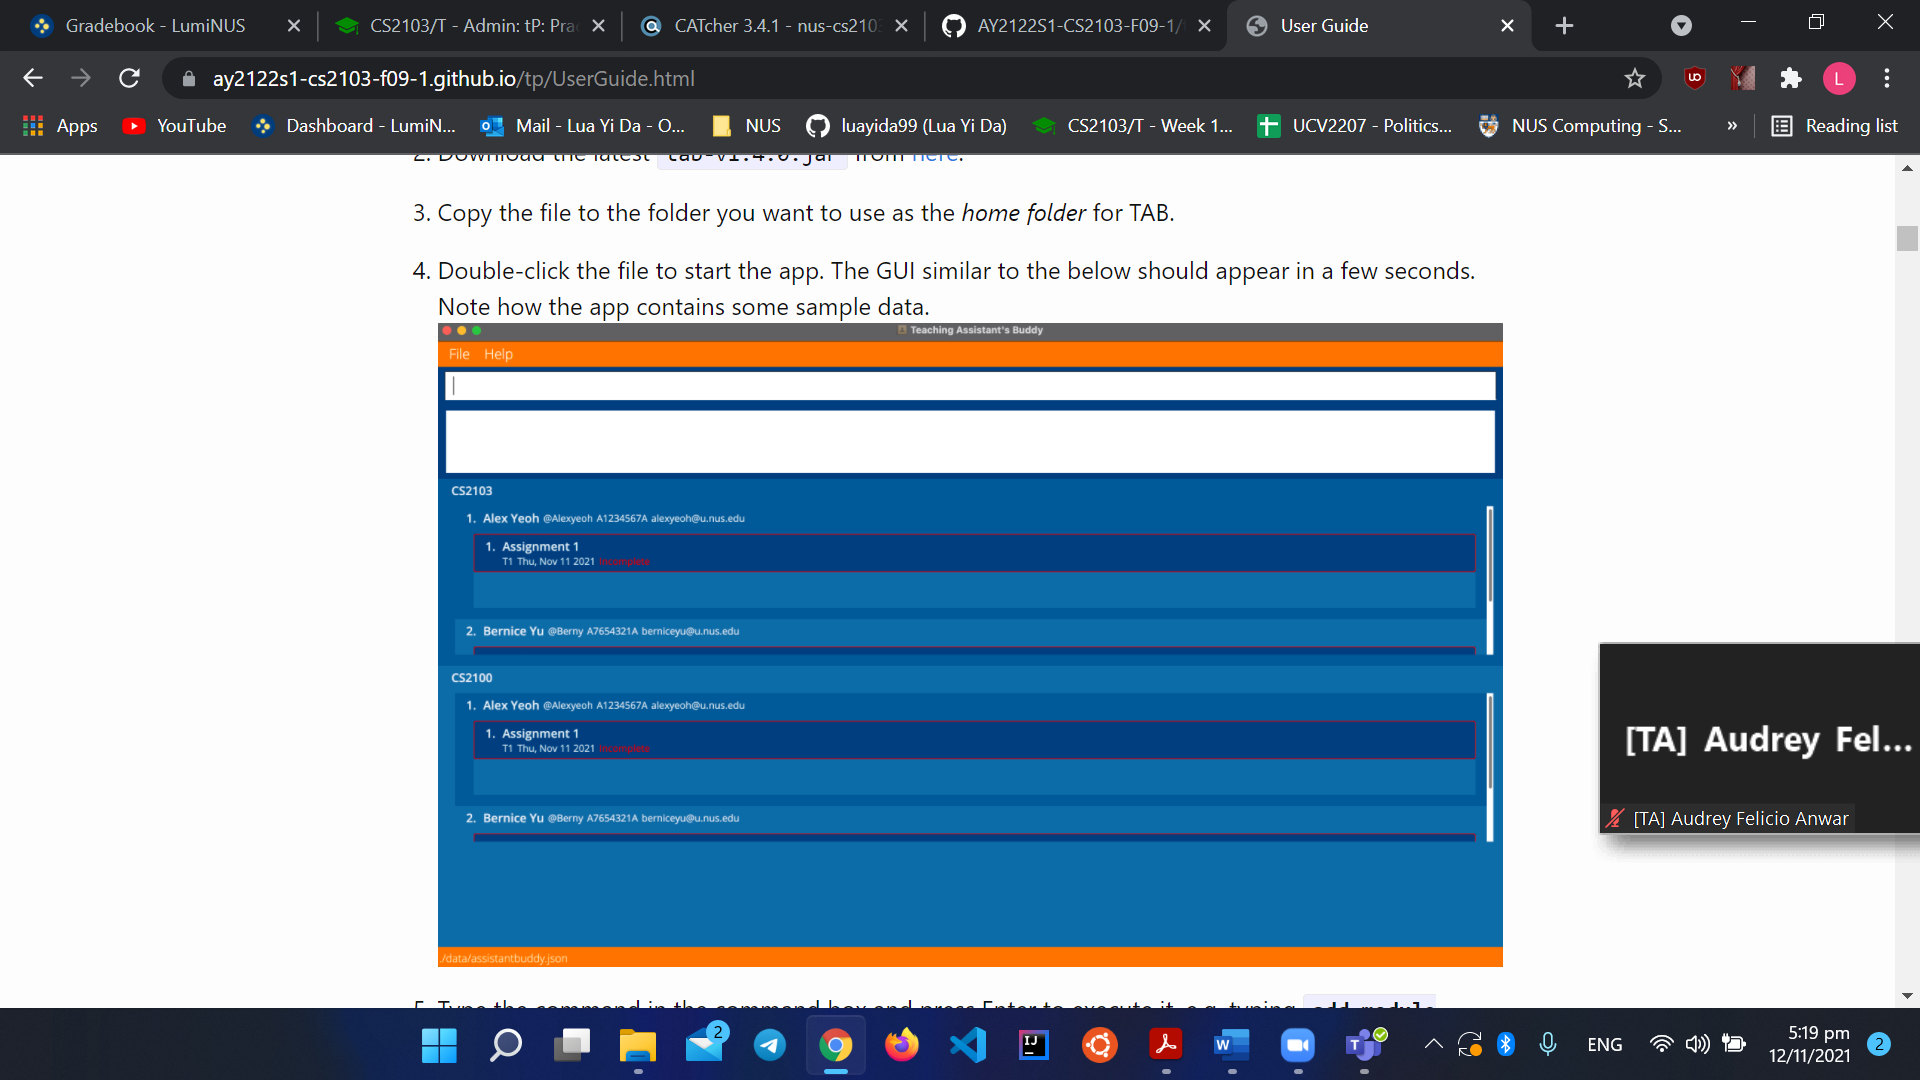 Gradebook - LumiNUS
CS2103/T - Admin: tP: Pra
CATcher 3.4.1 - nus-cs2103
AY2122S1-CS2103-F09-1/
User Guide
ay2122s1-cs2103-f09-1.github.io/tp/UserGuide.html
L
Apps
YouTube
Dashboard - LumiN...
Mail - Lua Yi Da - O...
NUS
luayida99 (Lua Yi Da)
CS2103/T - Week 1...
UCV2207 - Politics...
NUS Computing - S...
»
Reading list
2. Download the latest tab-v1.4.0.jar from here.
3. Copy the file to the folder you want to use as the home folder for TAB.
4. Double-click the file to start the app. The GUI similar to the below should appear in a few seconds.
Note how the app contains some sample data.
Teaching Assistant's Buddy
File Help
CS2103
1. Alex Yeoh @Alexyeoh A1234567A alexyeoh@u.nus.edu
1. Assignment 1
T1 Thu, Nov 11 2021 Incomplete
2. Bernice Yu @Berny A7654321A berniceyu@u.nus.edu
CS2100
1. Alex Yeoh @Alexyeoh A1234567A alexyeoh@u.nus.edu
1. Assignment 1
T1 Thu, Nov 11 2021 Incomplete
2. Bernice Yu @Berny A7654321A berniceyu@u.nus.edu
./data/assistantbuddy.json
5. Type the command in the command box and press Enter to execute it. e.g. typing add module
[TA] Audrey Fel...
[TA] Audrey Felicio Anwar
2
ENG
5:19 pm
12/11/2021
2